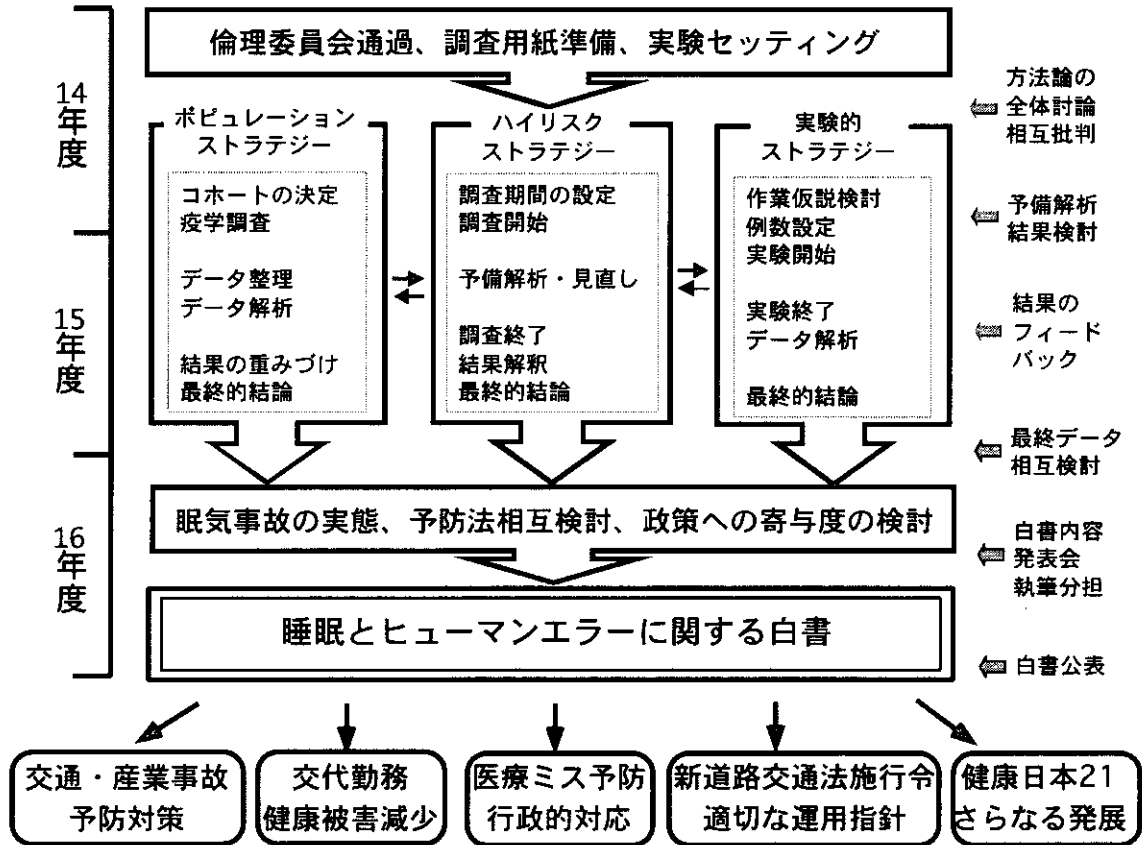 倫理委員会通過、調査用紙準備、実験セッティング
14
年
度
15
年
度
16
年
度
ポピュレーション
ストラテジー
コホートの決定
疫学調査
データ整理
データ解析
結果の重みづけ
最終的結論
ハイリスク
ストラテジー
調査期間の設定
調査開始
予備解析・見直し
調査終了
結果解釈
最終的結論
実験的
ストラテジー
作業仮説検討
例数設定
実験開始
実験終了
データ解析
最終的結論
方法論の
全体討論
相互批判
予備解析
結果検討
結果の
フィード
バック
最終データ
相互検討
白書内容
発表会
執筆分担
白書公表
眠気事故の実態、予防法相互検討、政策への寄与度の検討
睡眠とヒューマンエラーに関する白書
交通・産業事故
予防対策
交代勤務
健康被害減少
医療ミス予防
行政的対応
新道路交通法施行令
適切な運用指針
健康日本21
さらなる発展